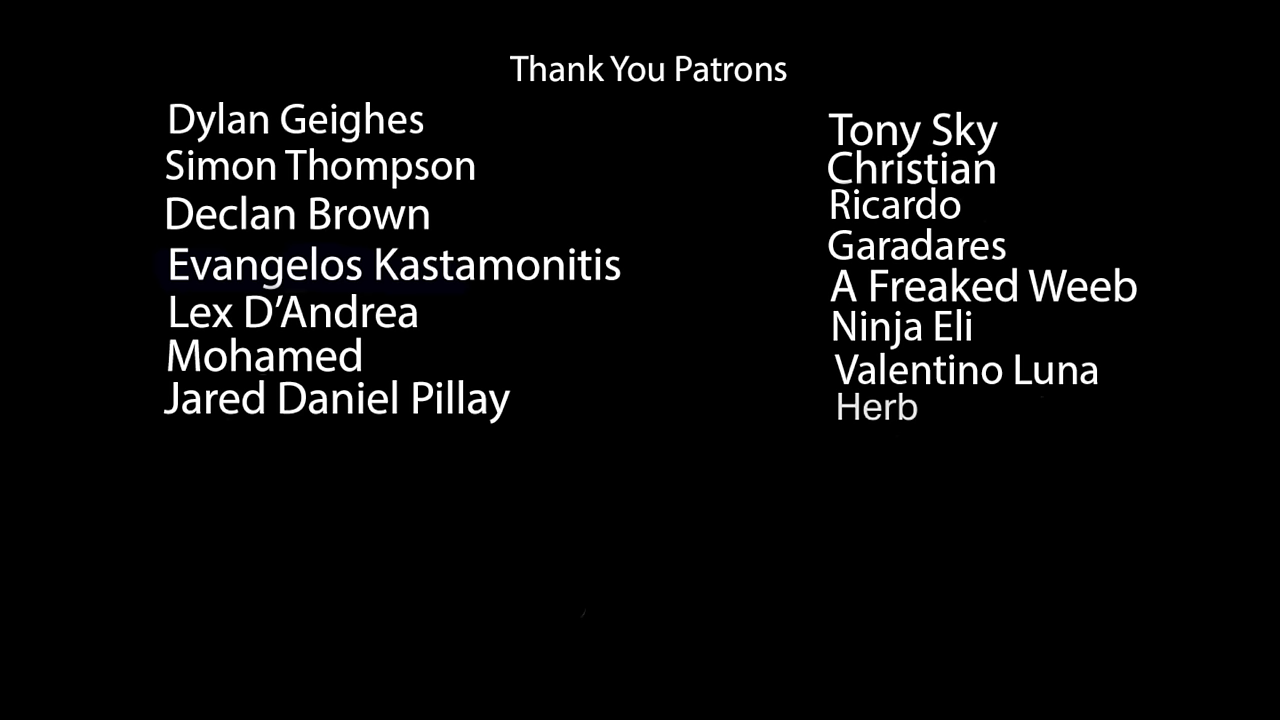 Thank You Patrons
Dylan Geighes
Simon Thompson
Declan Brown
Evangelos Kastamonitis
Lex D’Andrea
Mohamed
Jared Daniel Pillay
Tony Sky
Christian
Ricardo
Garadares
A Freaked Weeb
Ninja Eli
Valentino Luna
Herb